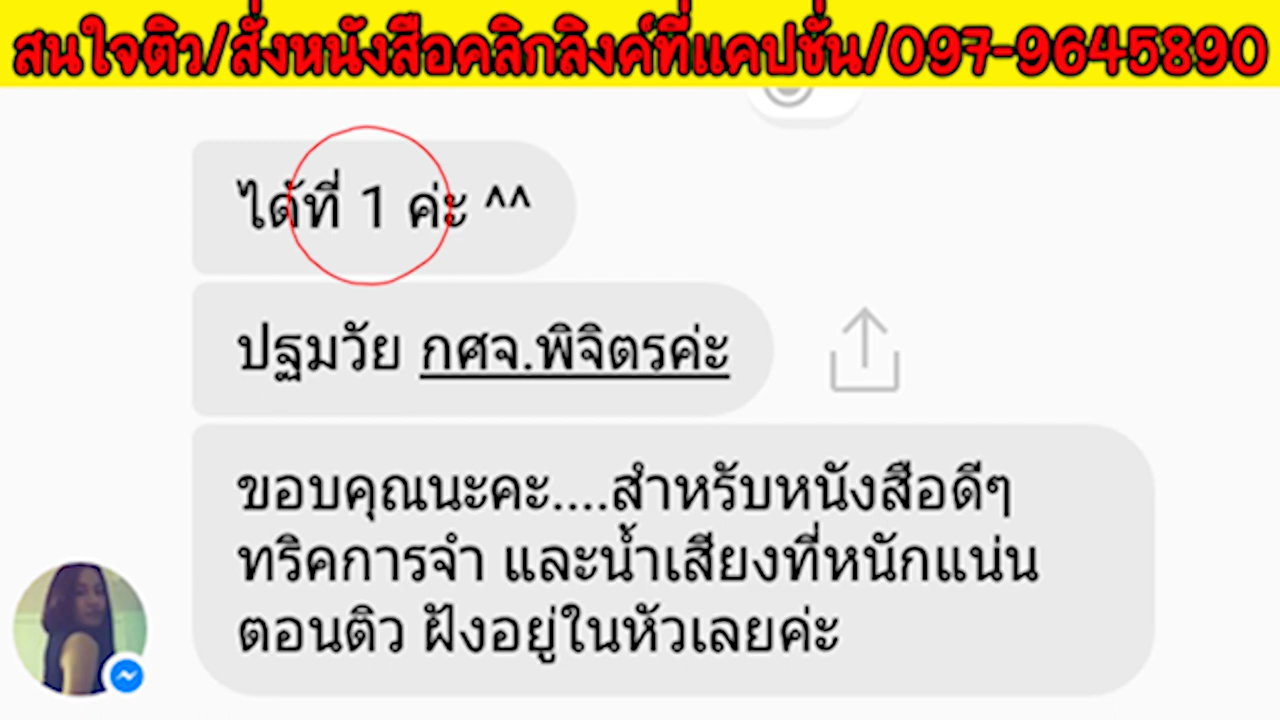 สนใจติว/สั่งหนังสือคลิกลิงค์ที่แคปชั่น/097-9645890
ได้ที่ 1 ค่ะ ^^
ปฐมวัย กศจ.พิจิตรค่ะ
ขอบคุณนะคะ....สำหรับหนังสือดีๆ
ทริคการจำ และน้ำเสียงที่หนักแน่น
ตอนติว ฝังอยู่ในหัวเลยค่ะ